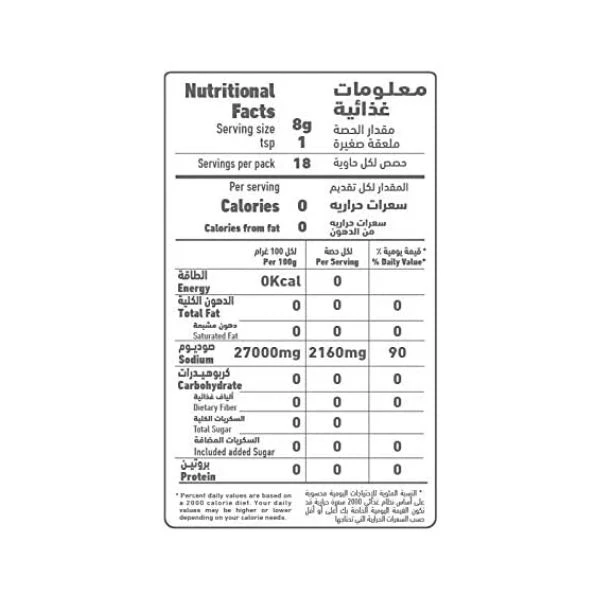 Nutritional Facts معلومات غذائية
Serving size 8g مقدار الحصة
tsp 1 ملعقة صغيرة
Servings per pack 18 حصص لكل حاوية
Per serving المقدار لكل تقديم
Calories 0 سعرات حراريه
Calories from fat 0 سعرات حراريه من الدهون
لكل 100 غرام لكل حصة * قيمة يومية ٪
Per 100g Per Serving % Daily Value*
الطاقة
Energy 0Kcal 0
الدهون الكلية
Total Fat 0 0 0
دهون مشبعة
Saturated Fat 0 0 0
صوديوم
Sodium 27000mg 2160mg 90
كربوهيدرات
Carbohydrate 0 0 0
ألياف غذائية
Dietary Fiber 0 0 0
السكريات الكلية
Total Sugar 0 0
السكريات المضافة
Included added Sugar 0 0 0
بروتين
Protein 0 0 0
* Percent daily values are based on
a 2000 calorie diet. Your daily
values may be higher or lower
depending on your calorie needs.
* النسبة المئوية للإحتياجات اليومية محسوبة
على أساس نظام غذائي 2000 سعرة حرارية قد
تكون القيمة اليومية الخاصة بك أعلى أو أقل
حسب السعرات الحرارية التي تحتاجها